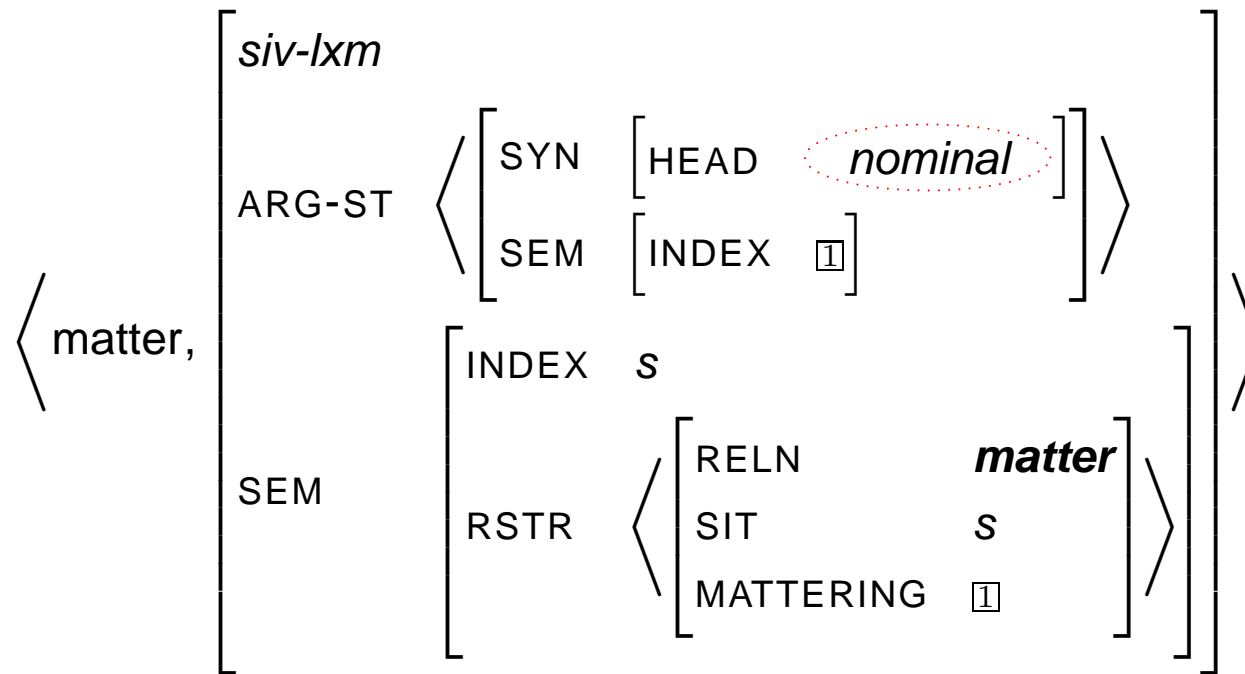 siv-lxm
SYN [HEAD nominal]
ARG-ST ⟨
SEM [INDEX 1]
⟩
⟨ matter,
INDEX s
RELN matter
SEM
RSTR ⟨
SIT s
⟩
MATTERING 1